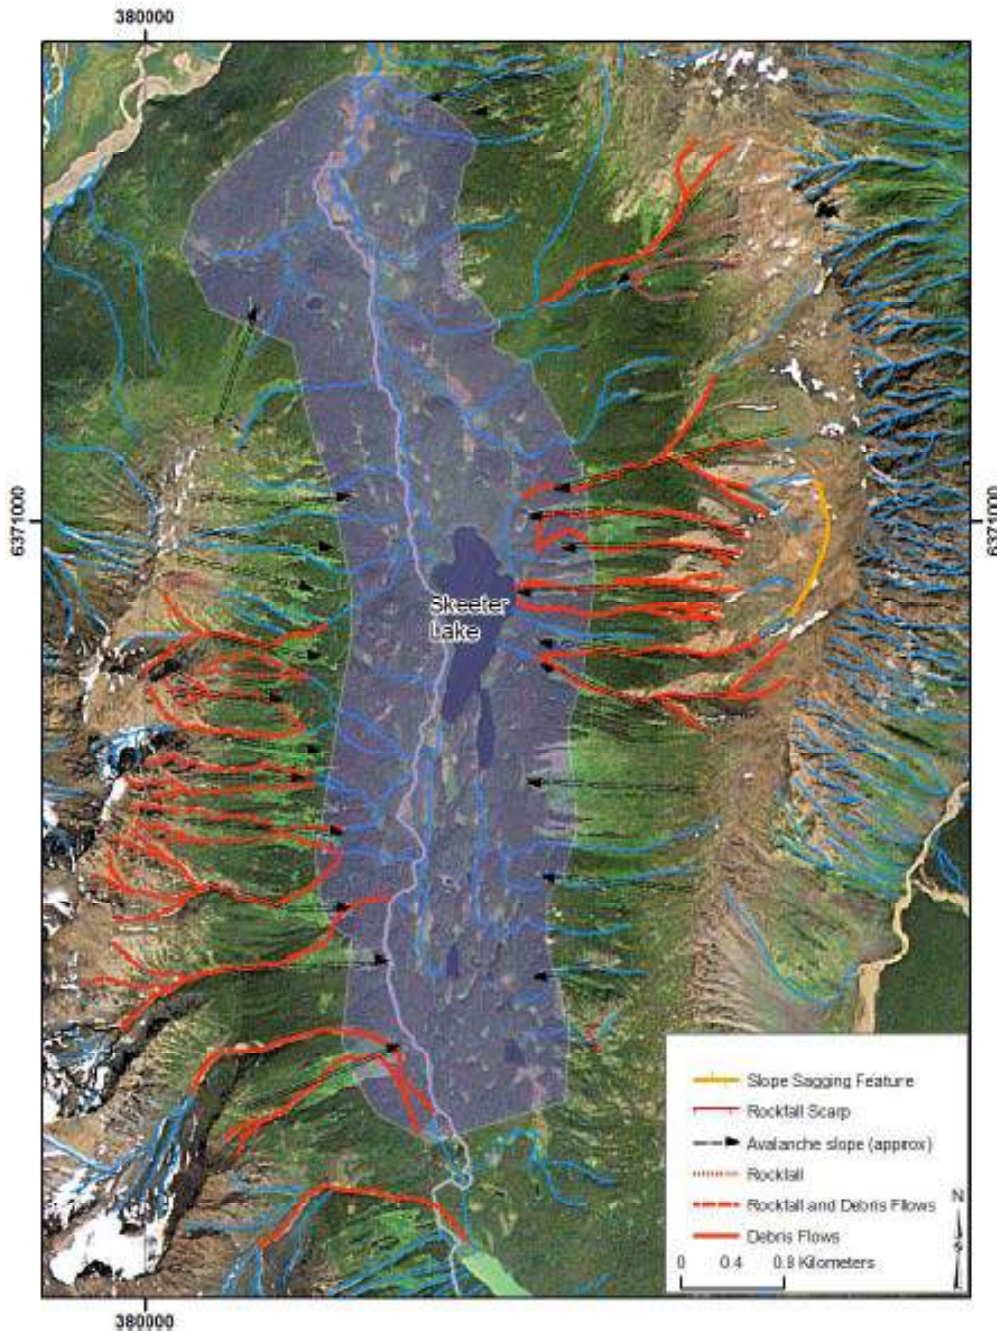 380000
6371000
6371000
Skeeter
Lake
Slope Sagging Feature
Rockfall Scarp
Avalanche slope (approx)
Rockfall
Rockfall and Debris Flows
Debris Flows
N
0 0.4 0.8 Kilometers
380000